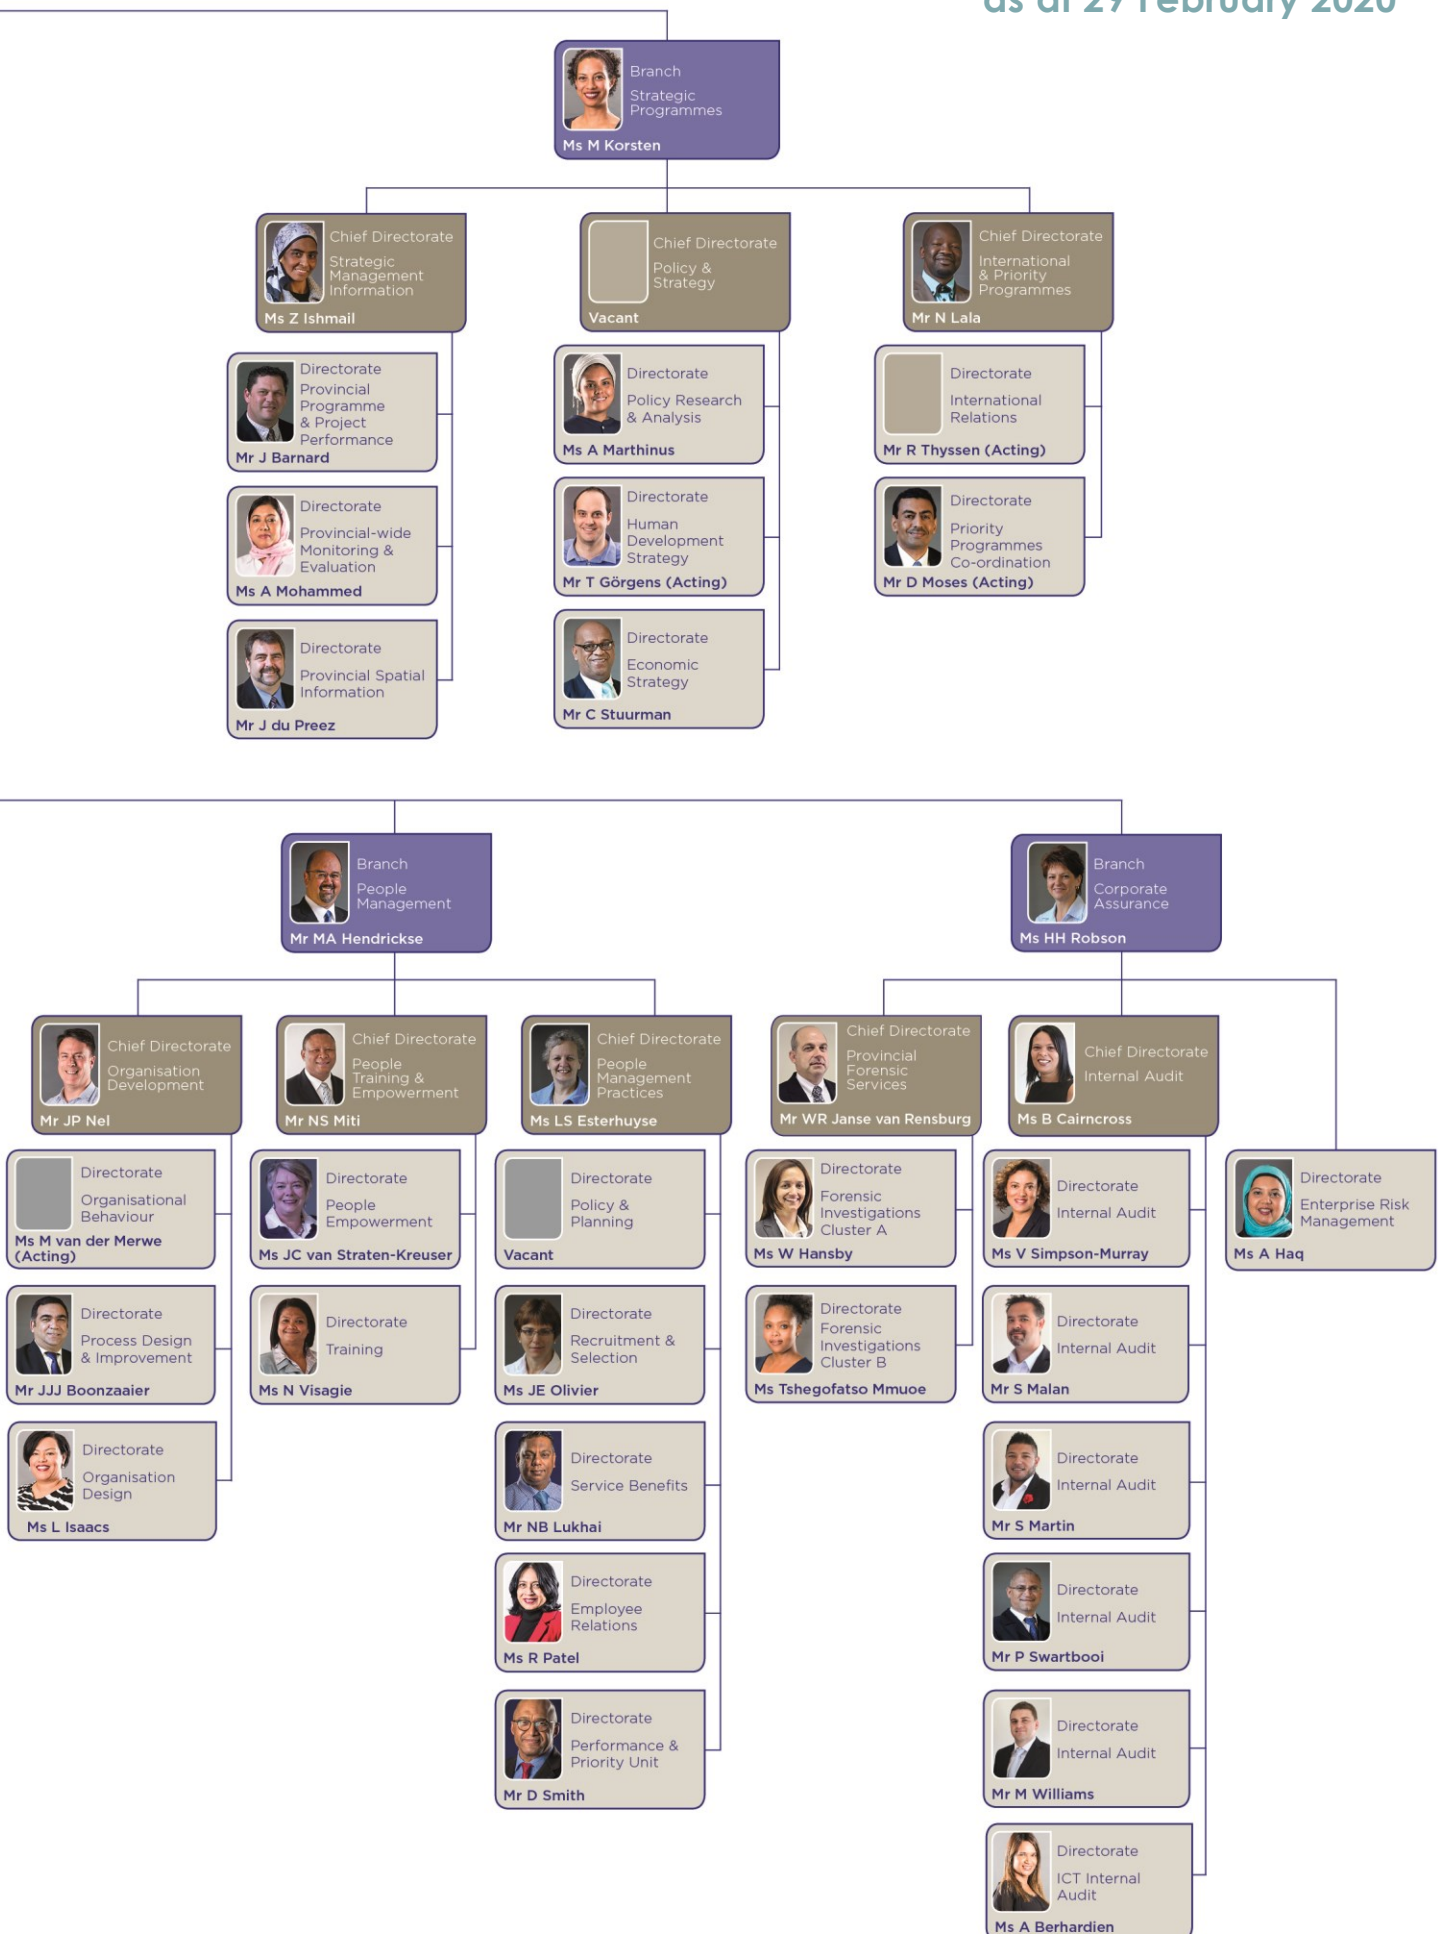 as at 29 February 2020
Branch
Strategic
Programmes
Ms M Korsten
Chief Directorate
Strategic
Management
Information
Ms Z Ishmail
Chief Directorate
Policy &
Strategy
Vacant
Chief Directorate
International
& Priority
Programmes
Mr N Lala
Directorate
Provincial
Programme
& Project
Performance
Mr J Barnard
Directorate
Provincial-wide
Monitoring &
Evaluation
Ms A Mohammed
Directorate
Provincial Spatial
Information
Mr J du Preez
Directorate
Policy Research
& Analysis
Ms A Marthinus
Directorate
Human
Development
Strategy
Mr T Görgens (Acting)
Directorate
Economic
Strategy
Mr C Stuurman
Directorate
International
Relations
Mr R Thyssen (Acting)
Directorate
Priority
Programmes
Co-ordination
Mr D Moses (Acting)
Branch
People
Management
Mr MA Hendrickse
Branch
Corporate
Assurance
Ms HH Robson
Chief Directorate
Organisation
Development
Mr JP Nel
Chief Directorate
People
Training &
Empowerment
Mr NS Miti
Chief Directorate
People
Management
Practices
Ms LS Esterhuyse
Chief Directorate
Provincial
Forensic
Services
Mr WR Janse van Rensburg
Chief Directorate
Internal Audit
Ms B Cairncross
Directorate
Organisational
Behaviour
Ms M van der Merwe
(Acting)
Directorate
Process Design
& Improvement
Mr JJJ Boonzaaier
Directorate
Organisation
Design
Ms L Isaacs
Directorate
People
Empowerment
Ms JC van Straten-Kreuser
Directorate
Training
Ms N Visagie
Directorate
Policy &
Planning
Vacant
Directorate
Recruitment &
Selection
Ms JE Olivier
Directorate
Service Benefits
Mr NB Lukhai
Directorate
Employee
Relations
Ms R Patel
Directorate
Performance &
Priority Unit
Mr D Smith
Directorate
Forensic
Investigations
Cluster A
Ms W Hansby
Directorate
Forensic
Investigations
Cluster B
Ms Tshegofatso Mmuoe
Directorate
Internal Audit
Ms V Simpson-Murray
Directorate
Internal Audit
Mr S Malan
Directorate
Internal Audit
Mr S Martin
Directorate
Internal Audit
Mr P Swartbooi
Directorate
Internal Audit
Mr M Williams
Directorate
ICT Internal
Audit
Ms A Berhardien
Directorate
Enterprise Risk
Management
Ms A Haq